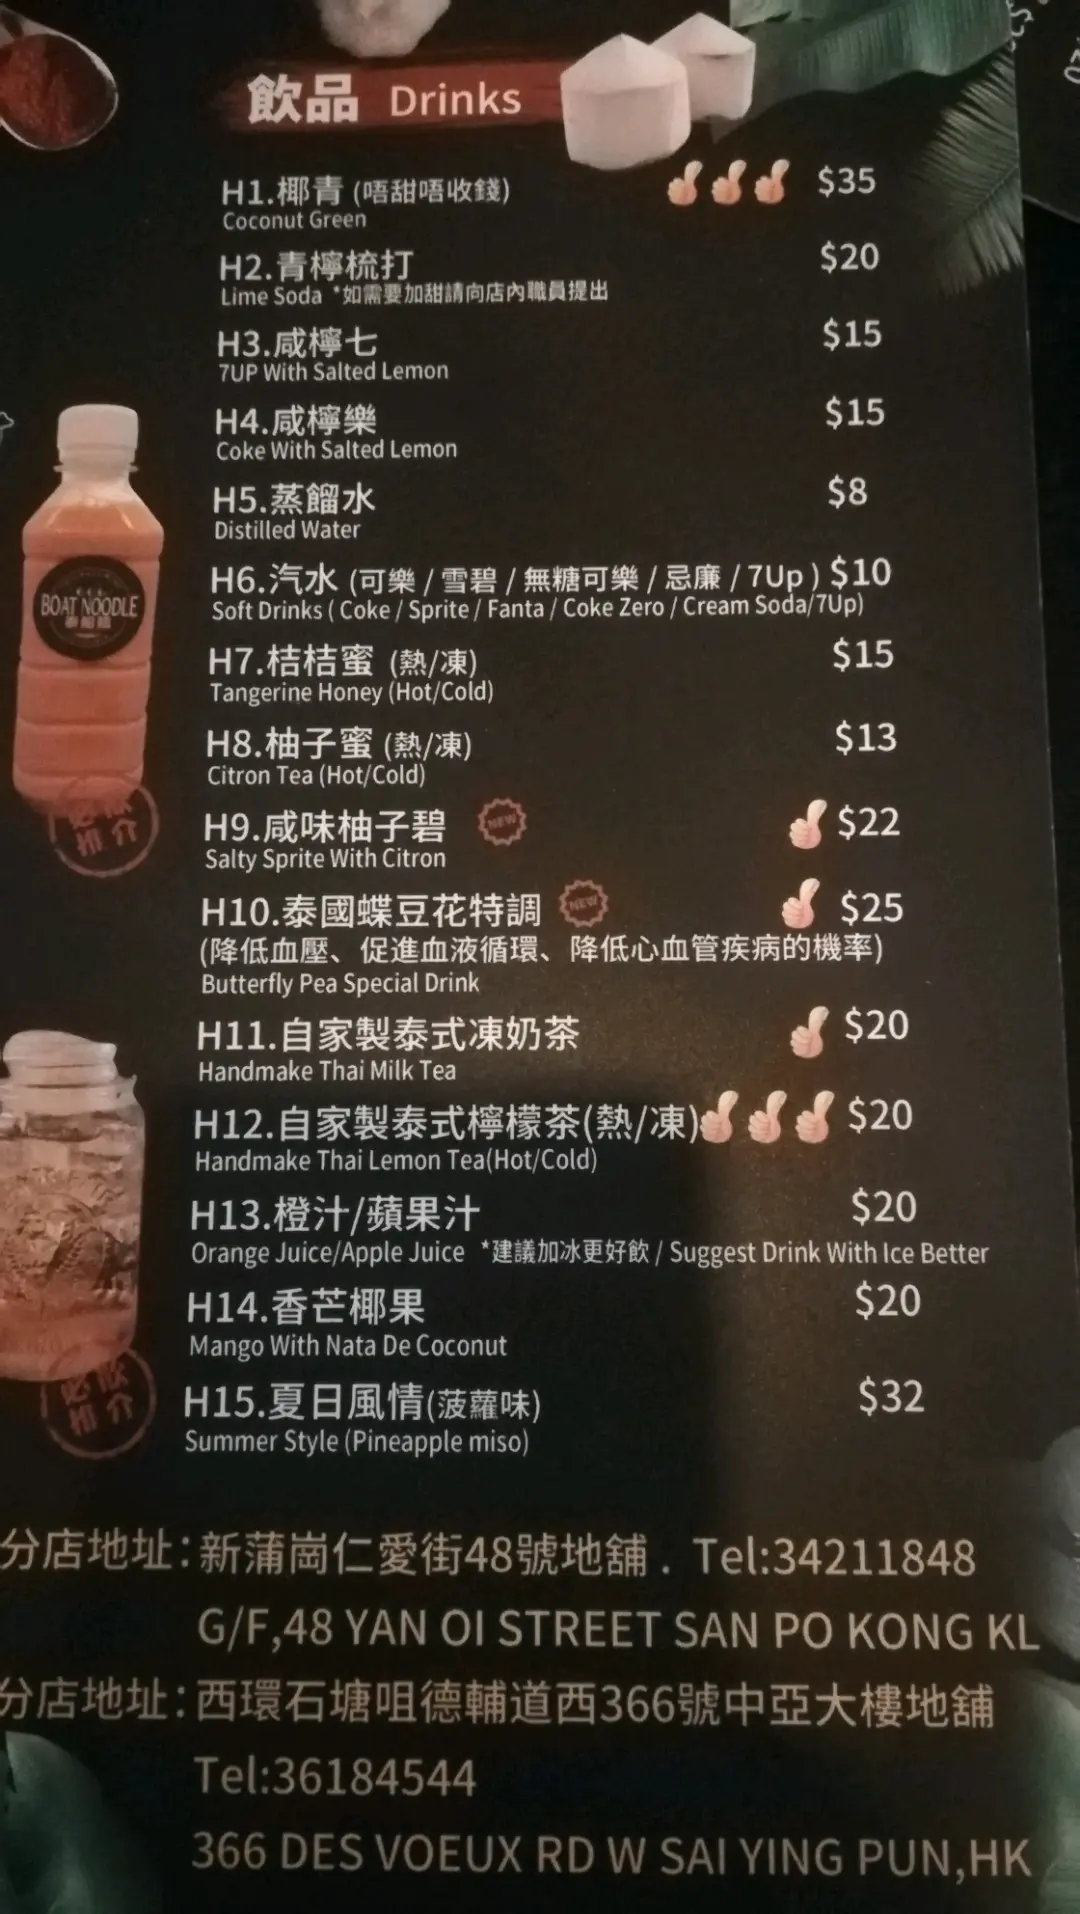 飲品 Drinks
H1.椰青 (唔甜唔收錢) $35
Coconut Green
H2.青檸梳打 $20
Lime Soda *如需要加甜請向店內職員提出
H3.咸檸七 $15
7UP With Salted Lemon
H4.咸檸樂 $15
Coke With Salted Lemon
H5.蒸餾水 $8
Distilled Water
H6.汽水 (可樂 / 雪碧 / 無糖可樂 / 忌廉 / 7Up ) $10
Soft Drinks ( Coke / Sprite / Fanta / Coke Zero / Cream Soda/7Up)
H7.桔桔蜜 (熱/凍) $15
Tangerine Honey (Hot/Cold)
H8.柚子蜜 (熱/凍) $13
Citron Tea (Hot/Cold)
H9.咸味柚子碧 NEW $22
Salty Sprite With Citron
H10.泰國蝶豆花特調 NEW $25
(降低血壓、促進血液循環、降低心血管疾病的機率)
Butterfly Pea Special Drink
H11.自家製泰式凍奶茶 $20
Handmake Thai Milk Tea
H12.自家製泰式檸檬茶(熱/凍) $20
Handmake Thai Lemon Tea(Hot/Cold)
H13.橙汁/蘋果汁 $20
Orange Juice/Apple Juice *建議加冰更好飲 / Suggest Drink With Ice Better
H14.香芒椰果 $20
Mango With Nata De Coconut
H15.夏日風情(菠蘿味) $32
Summer Style (Pineapple miso)
BOAT NOODLE
推介
推介
分店地址：新蒲崗仁愛街48號地舖 . Tel:34211848
G/F,48 YAN OI STREET SAN PO KONG KL
分店地址：西環石塘咀德輔道西366號中亞大樓地舖
Tel:36184544
366 DES VOEUX RD W SAI YING PUN,HK